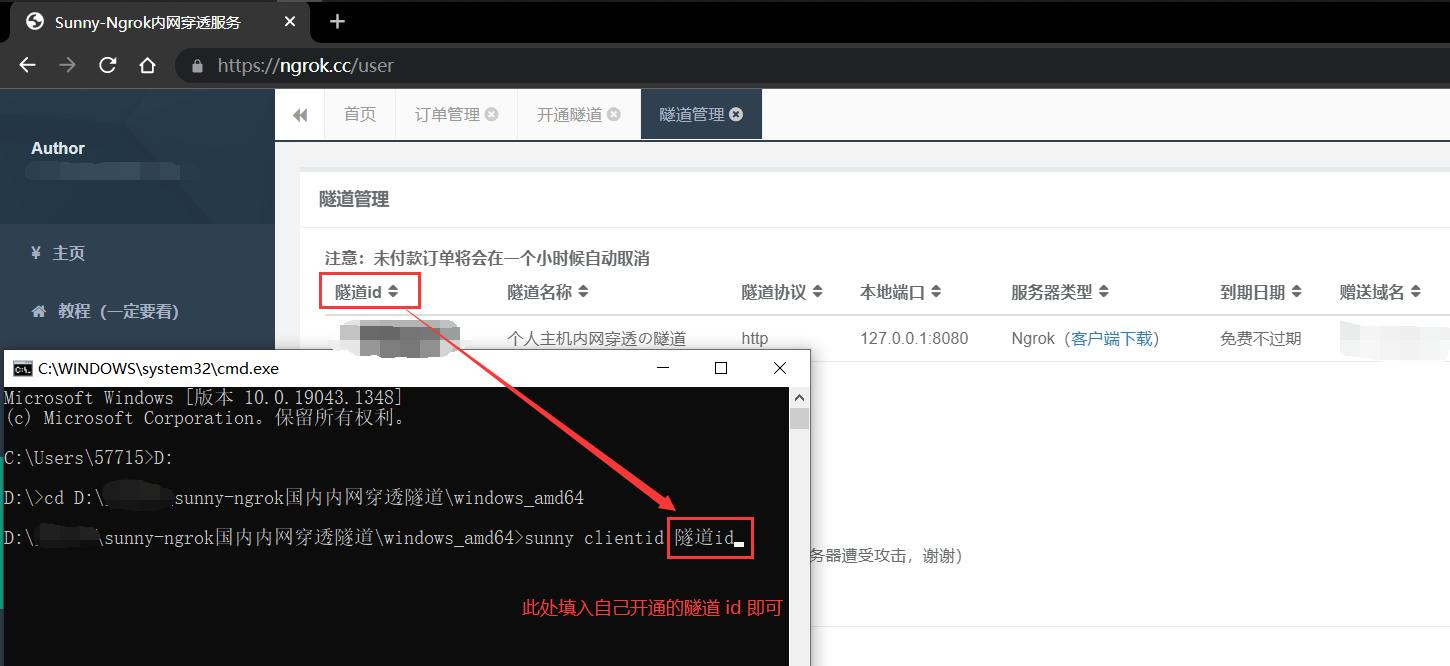 Sunny-Ngrok内网穿透服务
https://ngrok.cc/user
首页 订单管理 开通隧道 隧道管理
Author
主页
教程（一定要看）
隧道管理
注意：未付款订单将会在一个小时候自动取消
隧道id 隧道名称 隧道协议 本地端口 服务器类型 到期日期 赠送域名
个人主机内网穿透の隧道 http 127.0.0.1:8080 Ngrok（客户端下载） 免费不过期
C:\WINDOWS\system32\cmd.exe
Microsoft Windows [版本 10.0.19043.1348]
(c) Microsoft Corporation。保留所有权利。
C:\Users\57715>D:
D:\>cd D:\ sunny-ngrok国内内网穿透隧道\windows_amd64
D:\ \sunny-ngrok国内内网穿透隧道\windows_amd64>sunny clientid 隧道id
务器遭受攻击，谢谢）
此处填入自己开通的隧道 id 即可